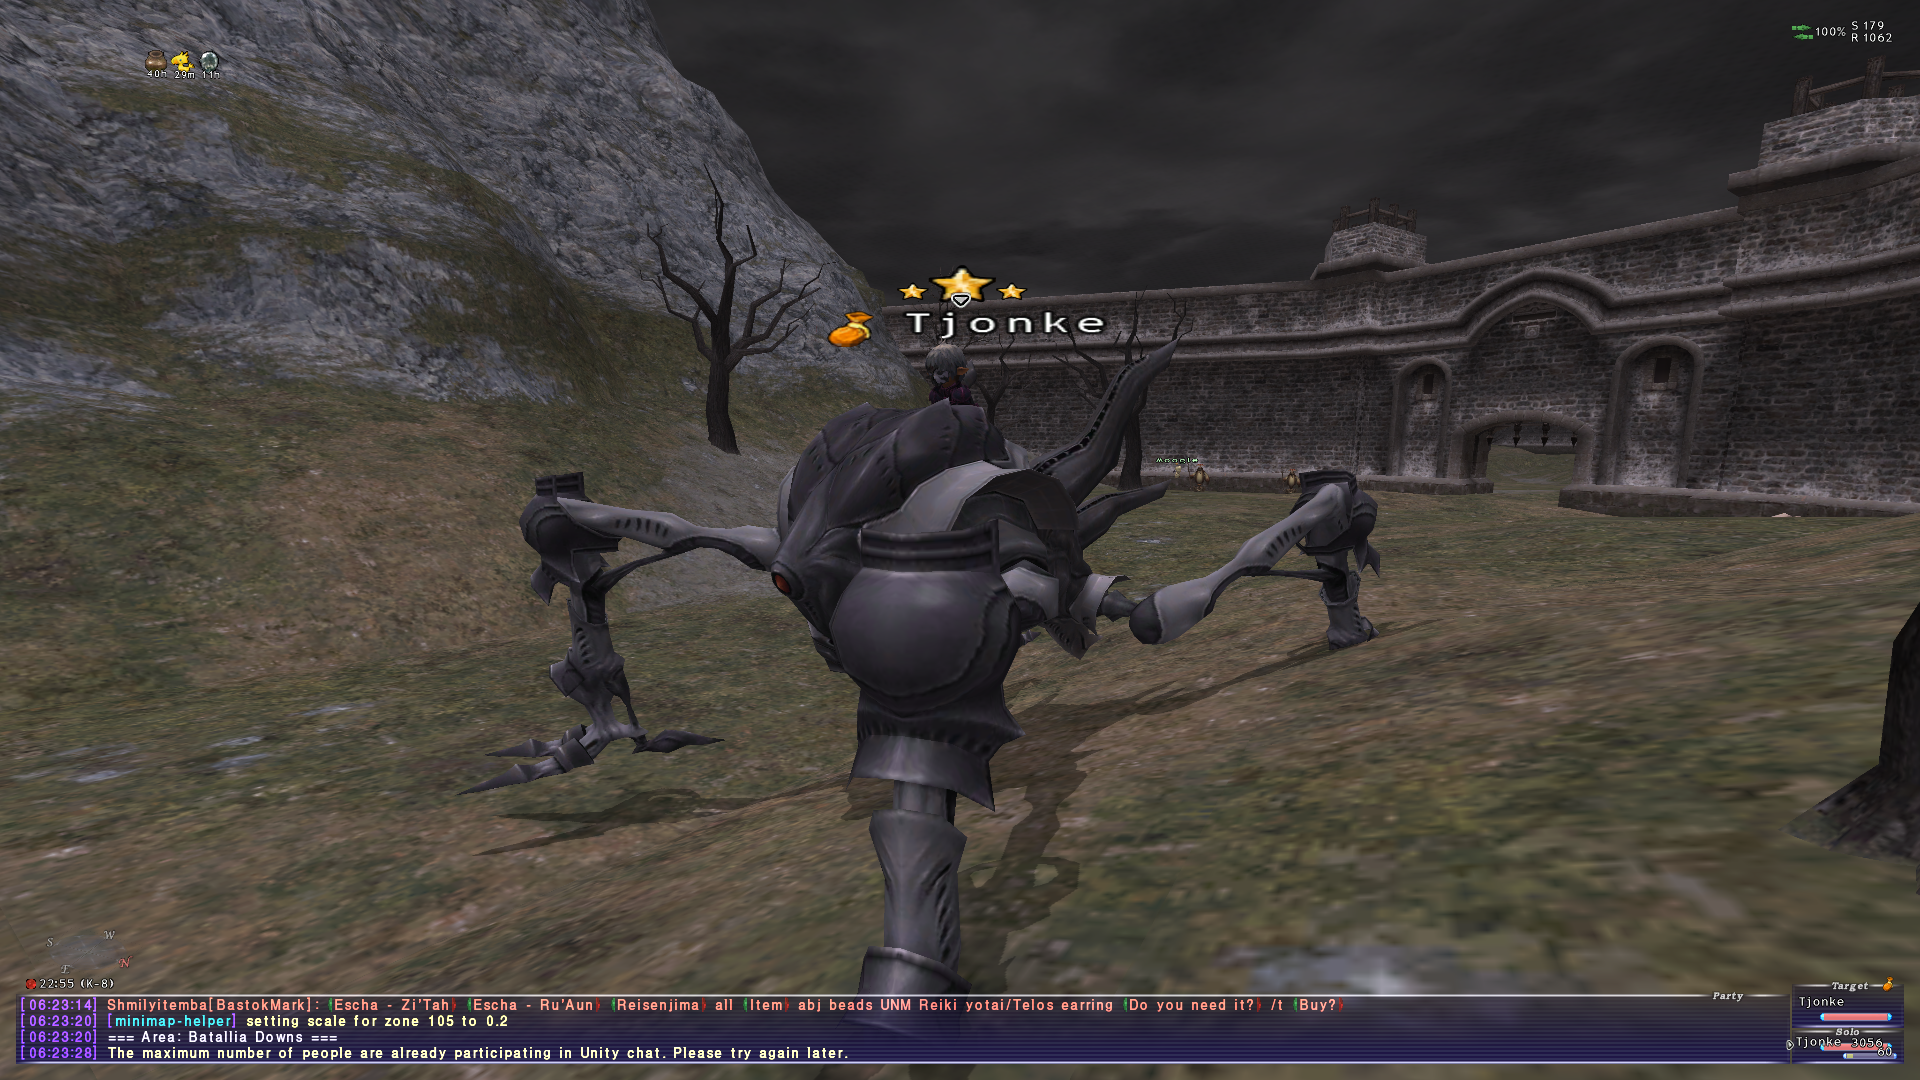 100% S 179
R 1062
40h 29m 11h
Tjonke
Moogle
S W
E N
22:55 (K-8)
[06:23:14] Shmilyitemba[BastokMark]: Escha - Zi'Tah Escha - Ru'Aun Reisenjima all Item abj beads UNM Reiki yotai/Telos earring Do you need it? /t Buy?
[06:23:20] [minimap-helper] setting scale for zone 105 to 0.2
[06:23:20] === Area: Batallia Downs ===
[06:23:28] The maximum number of people are already participating in Unity chat. Please try again later.
Party
Target
Tjonke
Solo
Tjonke 3056
60